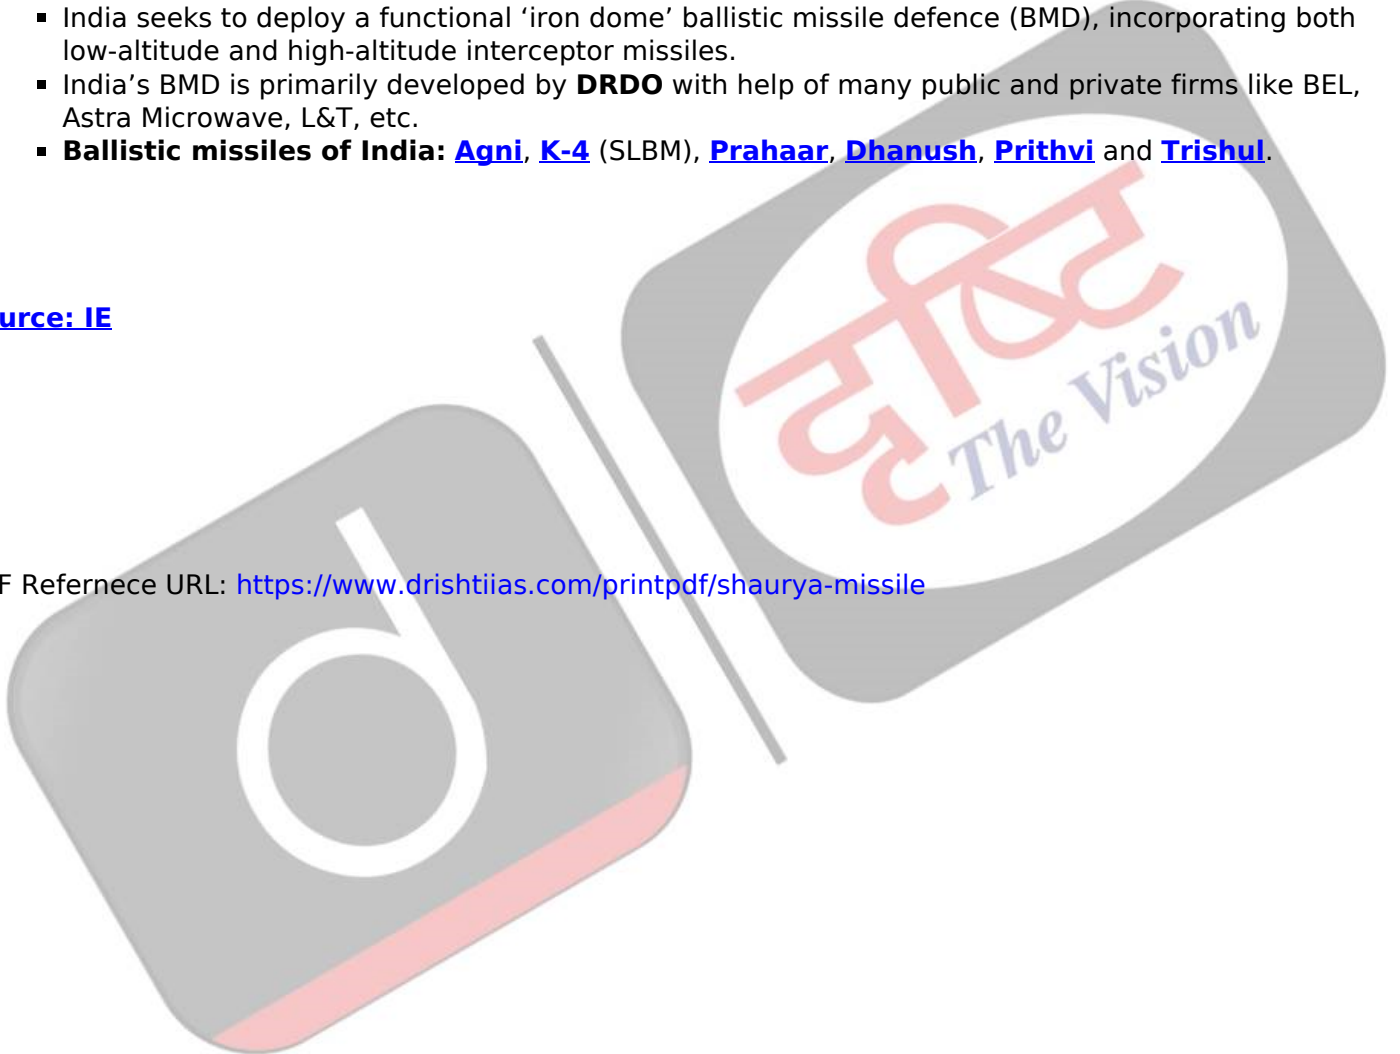 ▪ India seeks to deploy a functional ‘iron dome’ ballistic missile defence (BMD), incorporating both
low-altitude and high-altitude interceptor missiles.
▪ India’s BMD is primarily developed by DRDO with help of many public and private firms like BEL,
Astra Microwave, L&T, etc.
▪ Ballistic missiles of India: Agni, K-4 (SLBM), Prahaar, Dhanush, Prithvi and Trishul.
urce: IE
F Refernece URL: https://www.drishtiias.com/printpdf/shaurya-missile
दृष्टि
The Vision
d